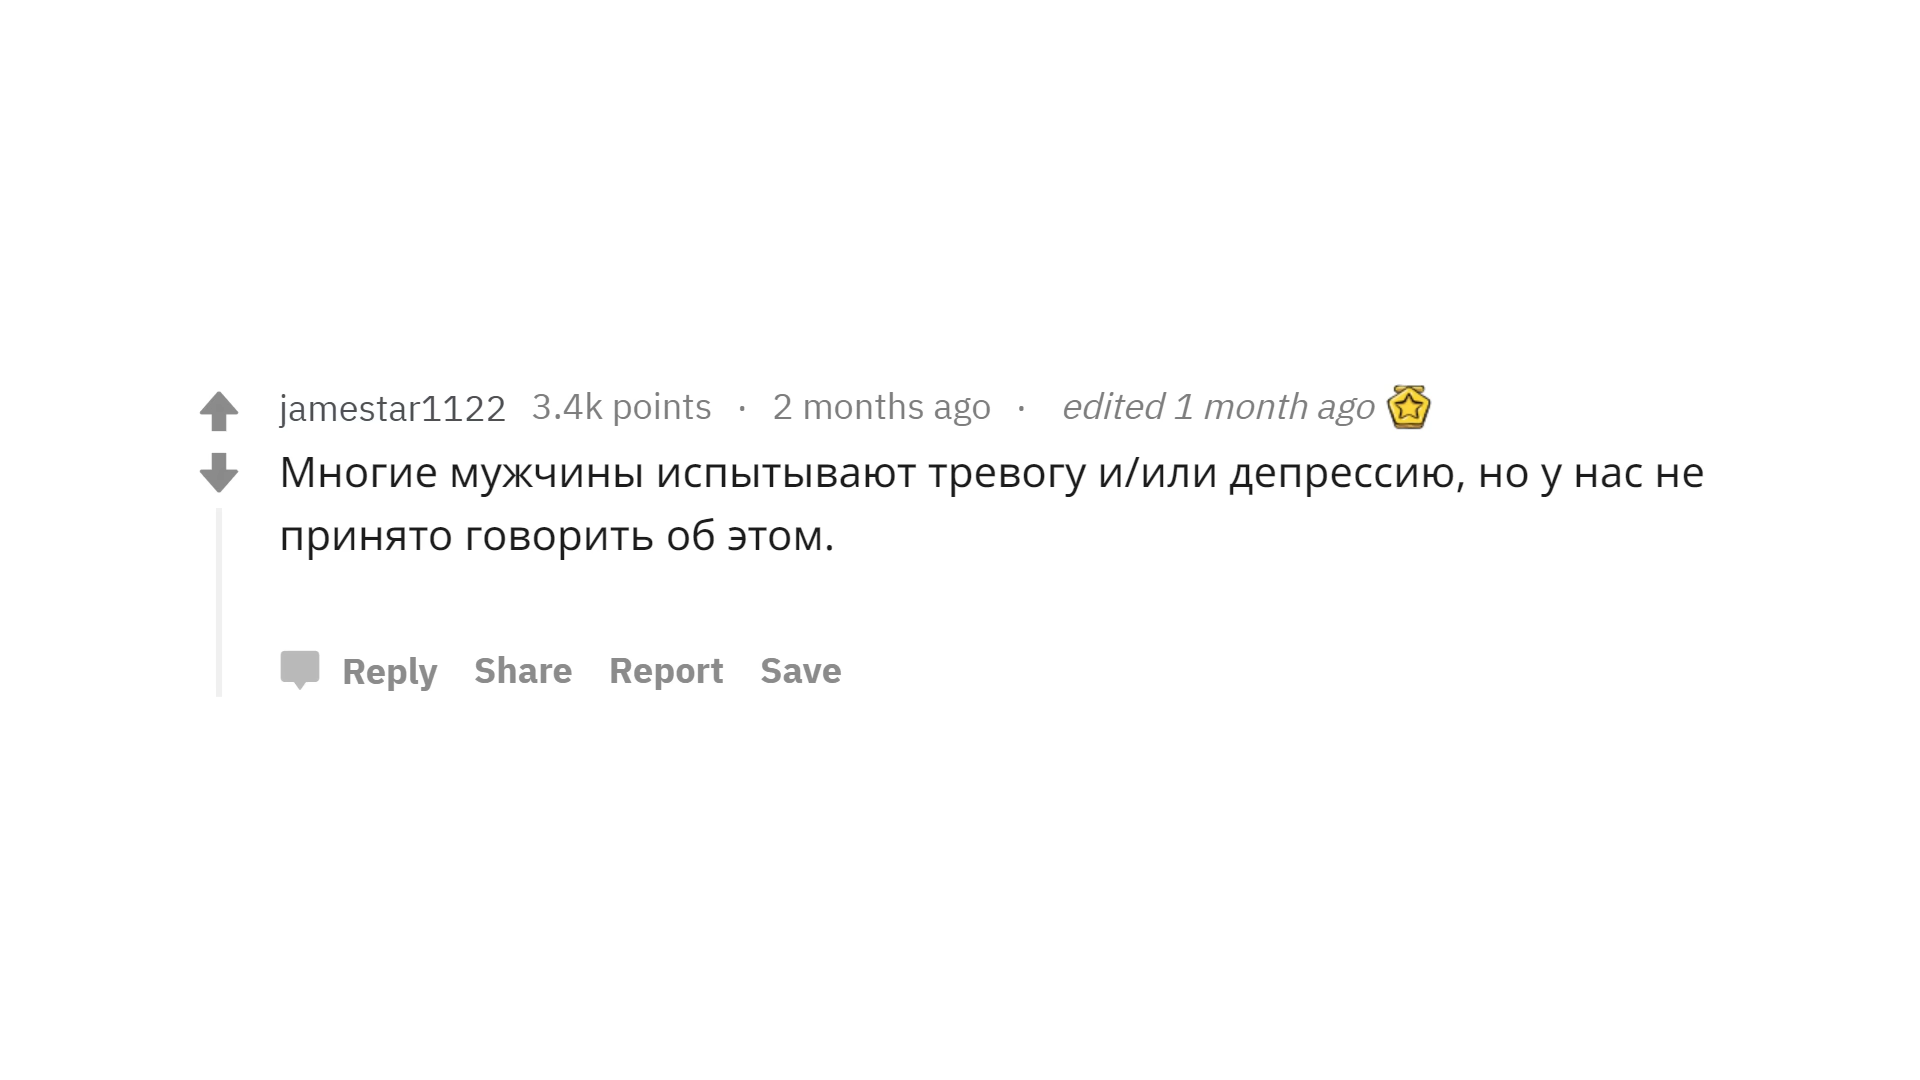 jamestar1122 3.4k points · 2 months ago · edited 1 month ago
Многие мужчины испытывают тревогу и/или депрессию, но у нас не
принято говорить об этом.
Reply Share Report Save